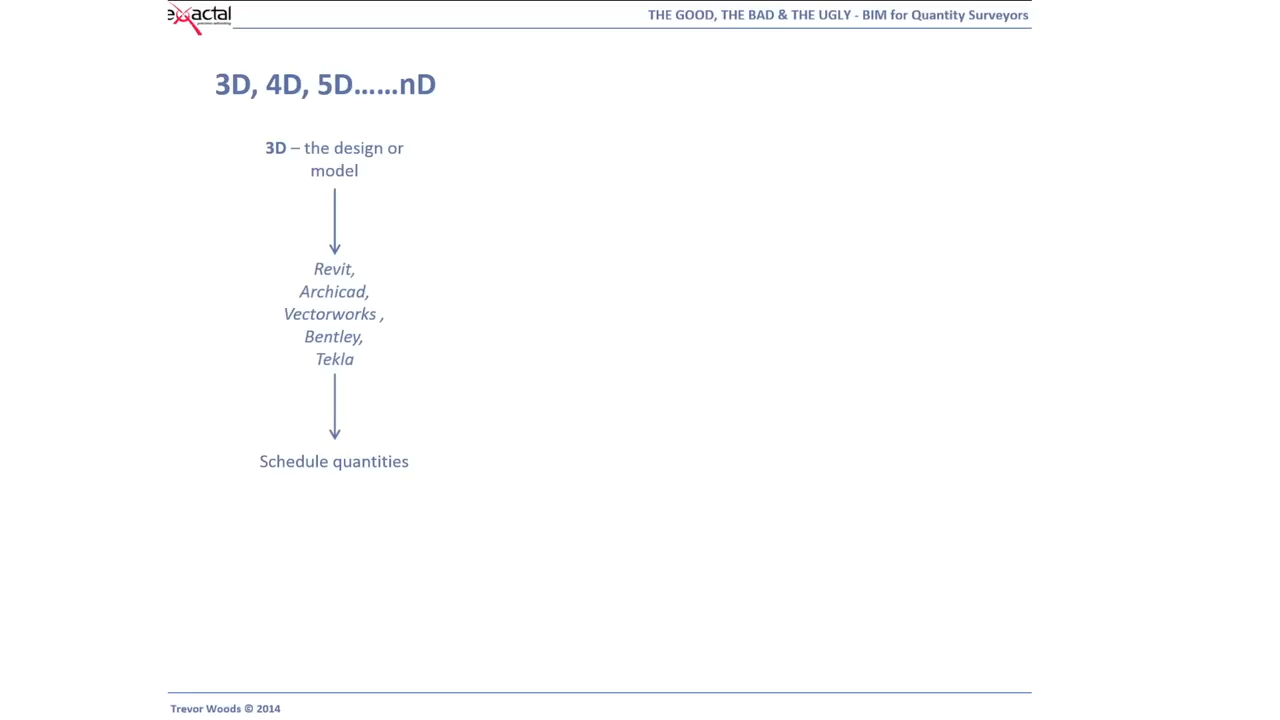 exactal
THE GOOD, THE BAD & THE UGLY - BIM for Quantity Surveyors
3D, 4D, 5D......nD
3D – the design or
model
Revit,
Archicad,
Vectorworks ,
Bentley,
Tekla
Schedule quantities
Trevor Woods © 2014